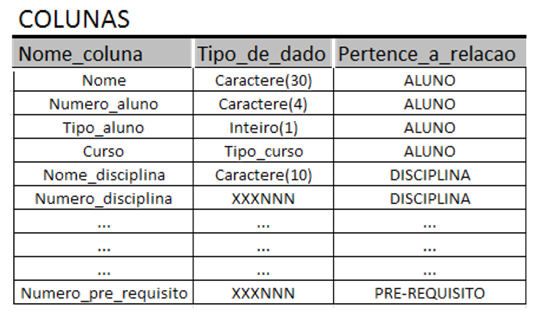 COLUNAS
Nome_coluna Tipo_de_dado Pertence_a_relacao
Nome Caractere(30) ALUNO
Numero_aluno Caractere(4) ALUNO
Tipo_aluno Inteiro(1) ALUNO
Curso Tipo_curso ALUNO
Nome_disciplina Caractere(10) DISCIPLINA
Numero_disciplina XXXNNN DISCIPLINA
... ... ...
... ... ...
... ... ...
Numero_pre_requisito XXXNNN PRE-REQUISITO